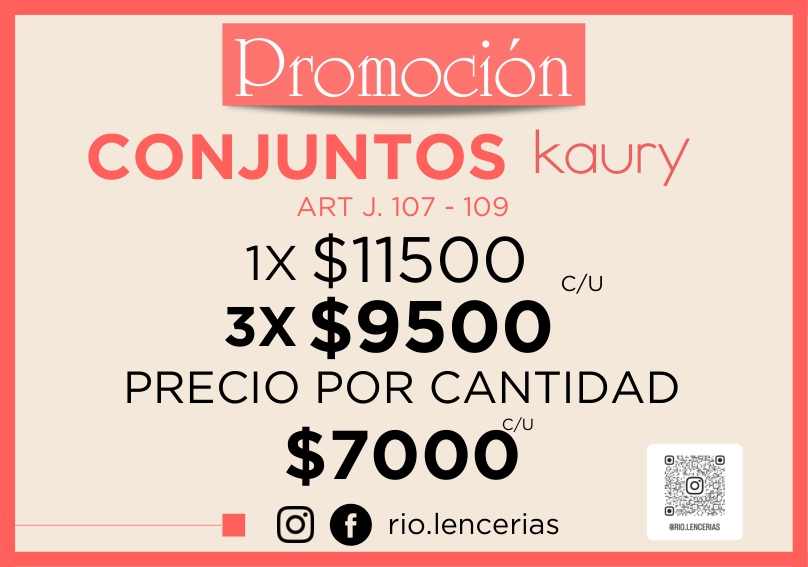 Promoción
CONJUNTOS kaury
ART J. 107 - 109
1X $11500
C/U
3X $9500
PRECIO POR CANTIDAD
C/U
$7000
rio.lencerias
@RIO.LENCERIAS